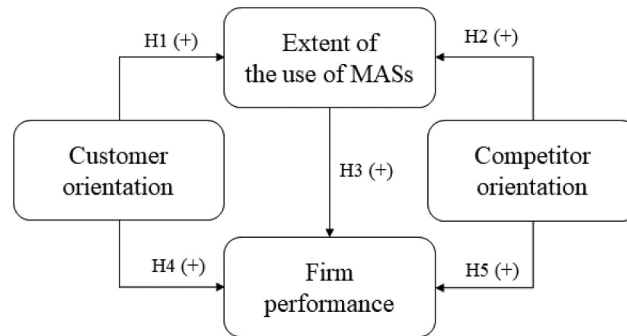 H1 (+)
Extent of
the use of MASs
H2 (+)
Customer
orientation
H3 (+)
Competitor
orientation
H4 (+)
Firm
performance
H5 (+)